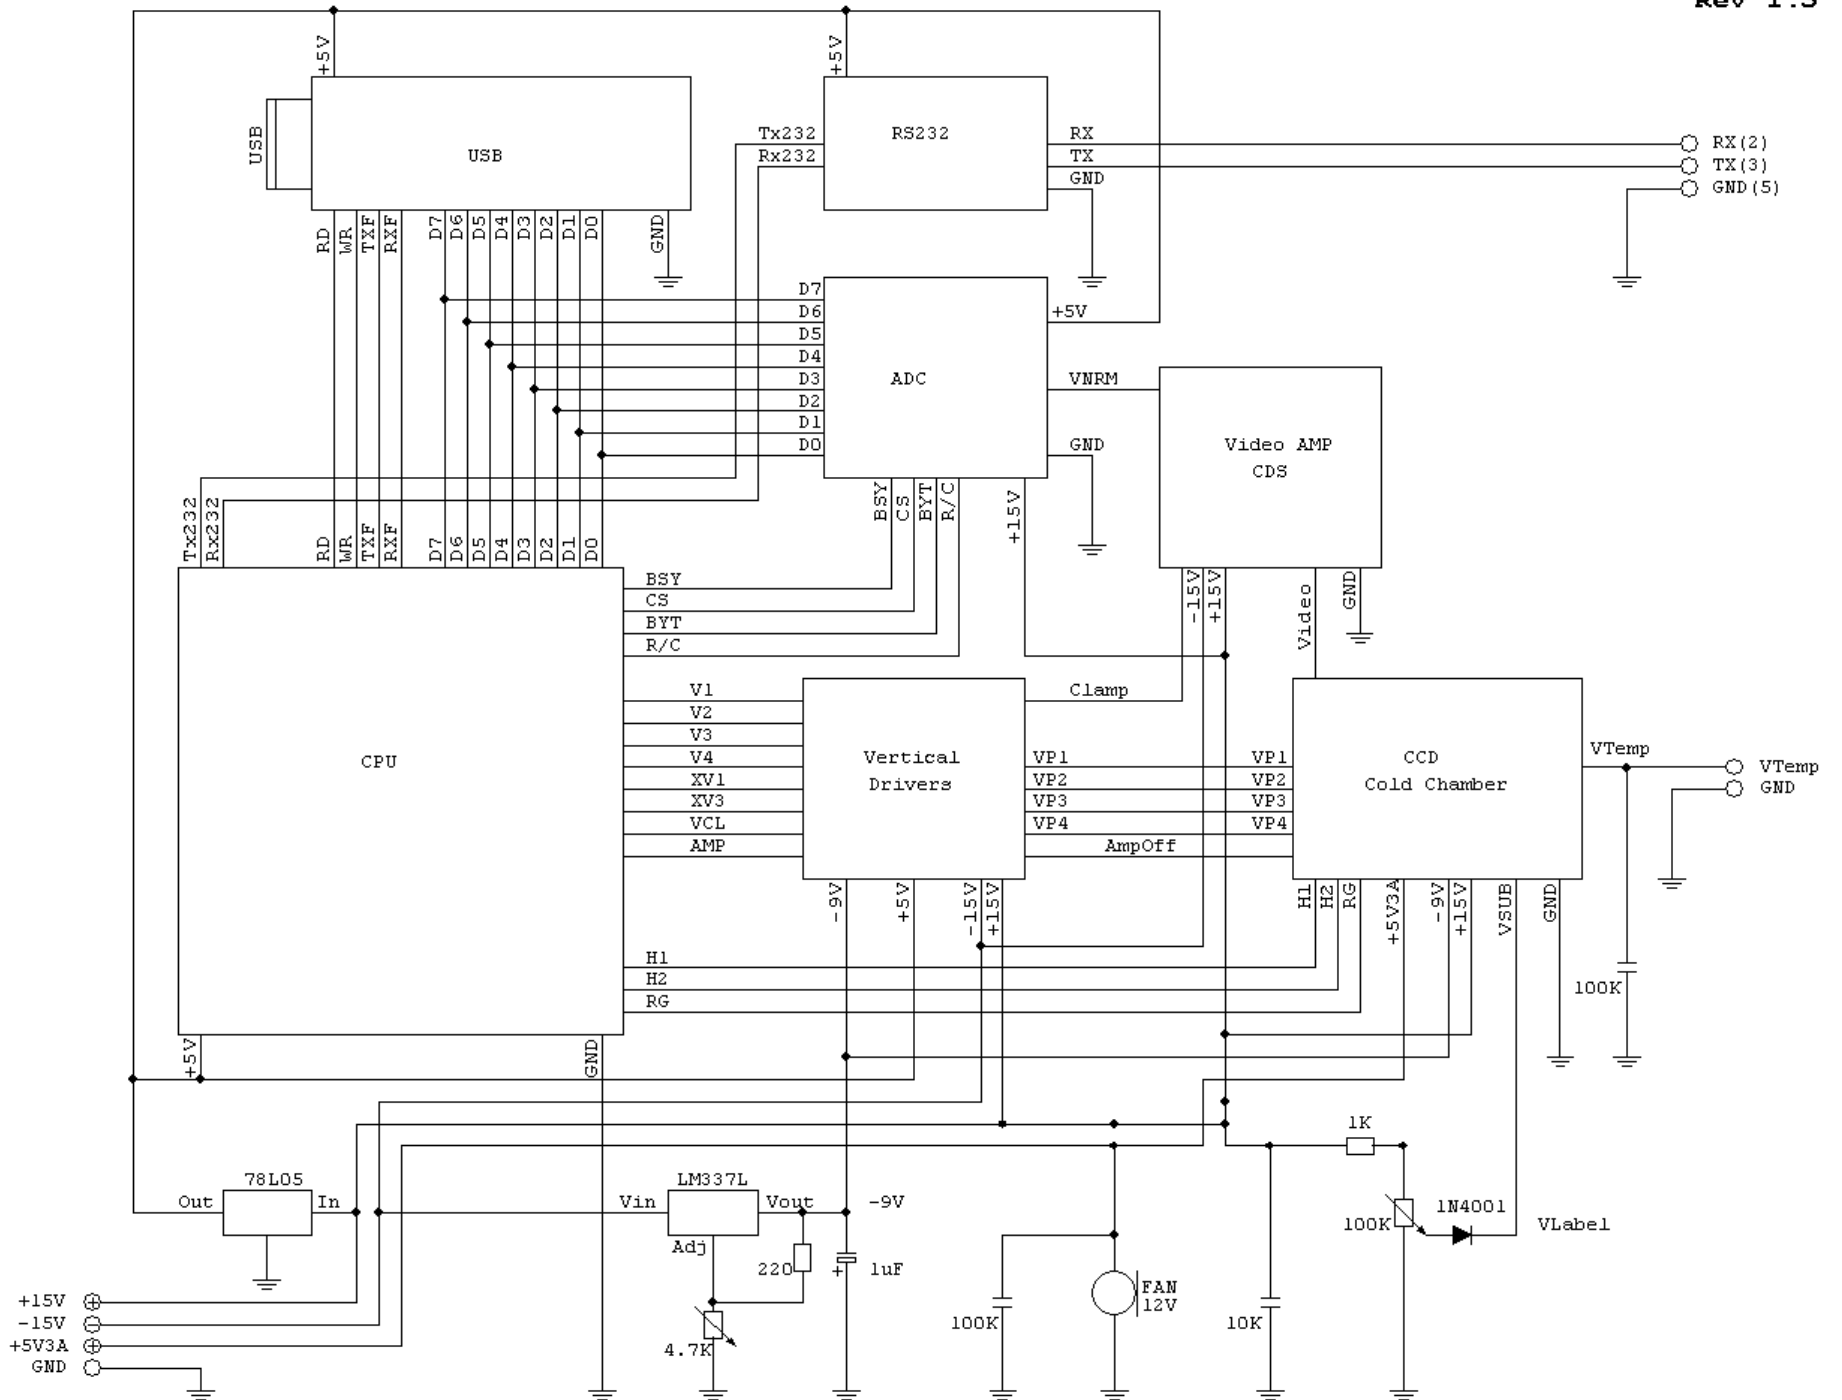 Rev 1.3
+5V
+5V
USB
USB
Tx232
Rx232
RS232
RX
TX
GND
RX(2)
TX(3)
GND(5)
RD
WR
TXF
RXF
D7
D6
D5
D4
D3
D2
D1
D0
GND
D7
D6
D5
D4
D3
D2
D1
D0
ADC
+5V
VNRM
GND
Video AMP
CDS
BSY
CS
BYT
R/C
+15V
Tx232
Rx232
RD
WR
TXF
RXF
D7
D6
D5
D4
D3
D2
D1
D0
-15V
+15V
Video
GND
BSY
CS
BYT
R/C
CPU
V1
V2
V3
V4
XV1
XV3
VCL
AMP
Vertical
Drivers
Clamp
VP1
VP2
VP3
VP4
AmpOff
VP1
VP2
VP3
VP4
CCD
Cold Chamber
VTemp
VTemp
GND
-9V
+5V
-15V
+15V
H1
H2
RG
+5V3A
-9V
+15V
VSUB
GND
H1
H2
RG
100K
+5V
GND
1K
78L05
Out
In
LM337L
Vin
Vout
Adj
-9V
220
1uF
+
4.7K
100K
FAN
12V
10K
100K
1N4001
VLabel
+15V
-15V
+5V3A
GND